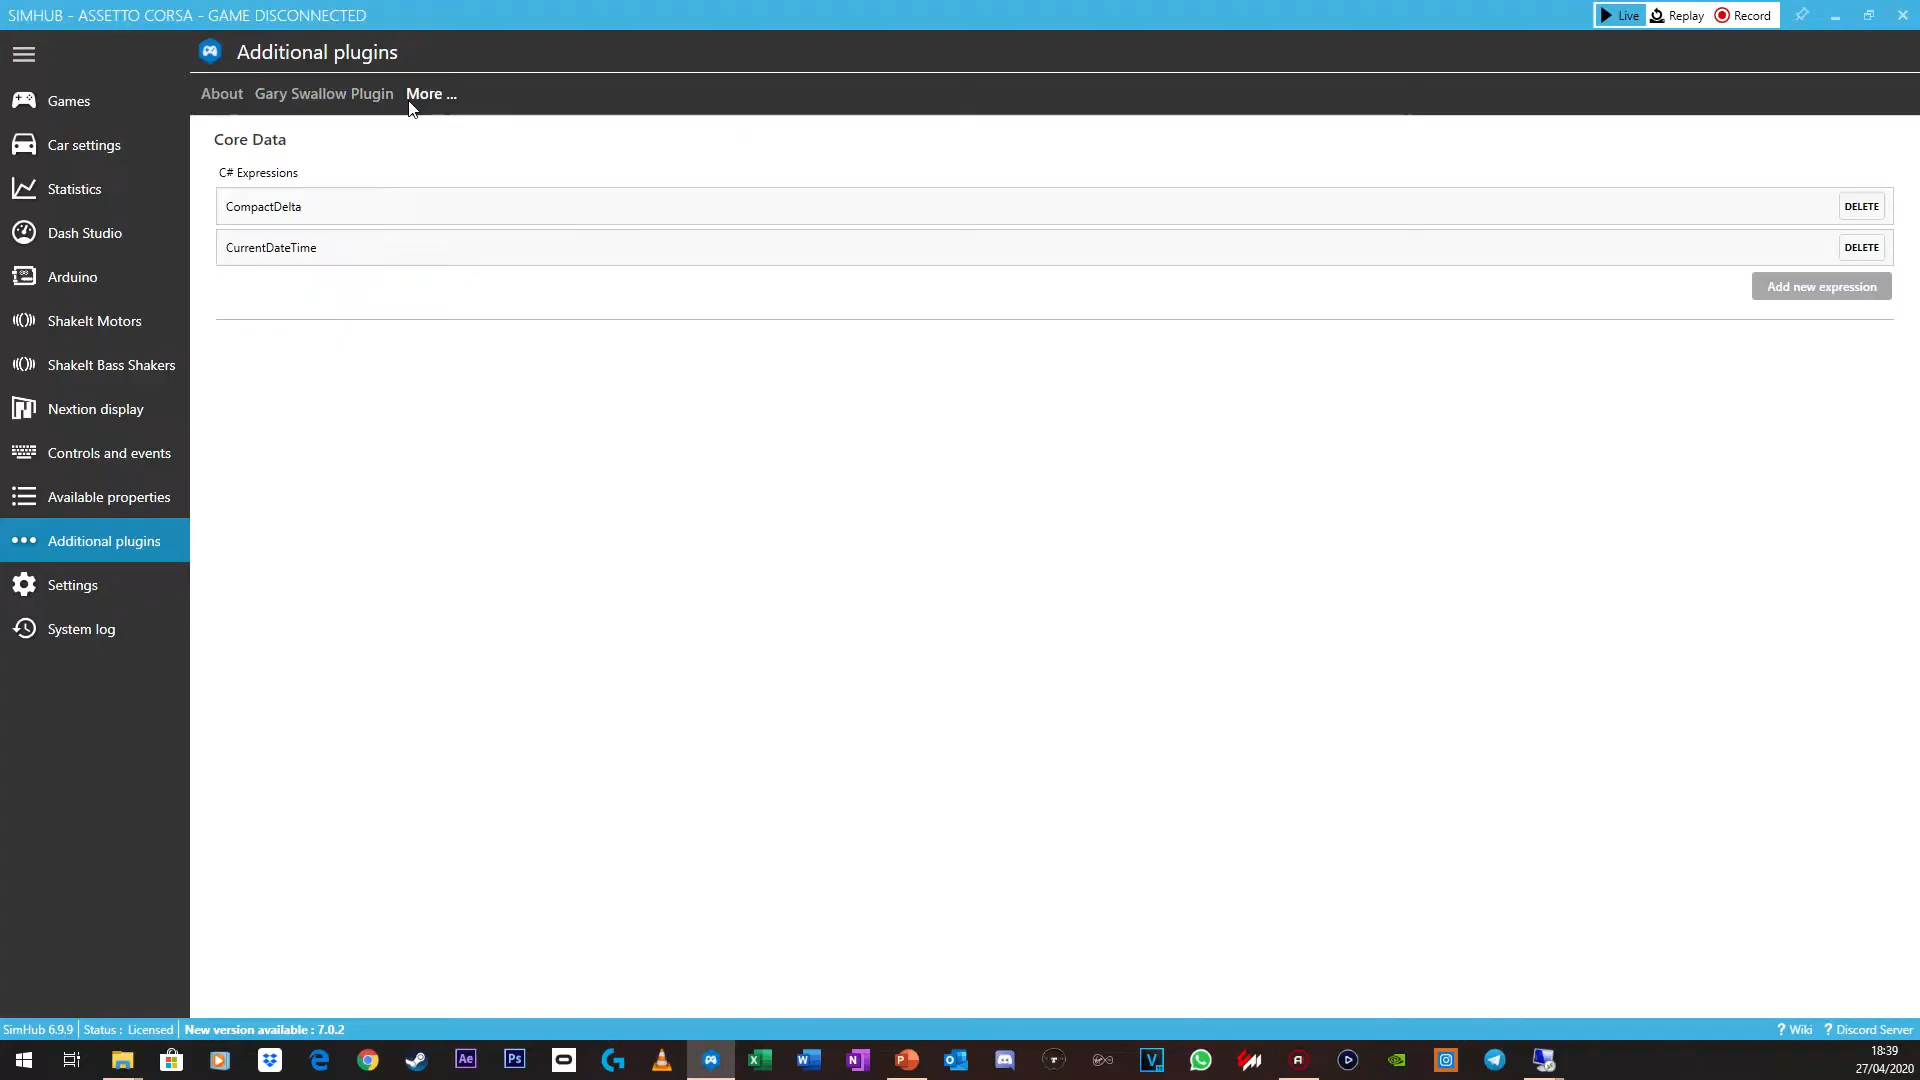 SIMHUB - ASSETTO CORSA - GAME DISCONNECTED
Live Replay Record
Additional plugins
About Gary Swallow Plugin More ...
Games
Car settings
Statistics
Dash Studio
Arduino
ShakeIt Motors
ShakeIt Bass Shakers
Nextion display
Controls and events
Available properties
Additional plugins
Settings
System log
Core Data
C# Expressions
CompactDelta DELETE
CurrentDateTime DELETE
Add new expression
SimHub 6.9.9 Status : Licensed New version available : 7.0.2
? Wiki ? Discord Server
18:39
27/04/2020